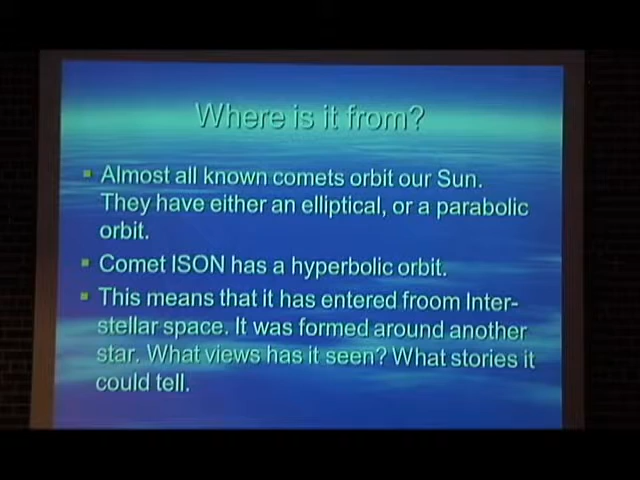 Where is it from?
Almost all known comets orbit our Sun.
They have either an elliptical, or a parabolic
orbit.
Comet ISON has a hyperbolic orbit.
This means that it has entered froom Inter-
stellar space. It was formed around another
star. What views has it seen? What stories it
could tell.